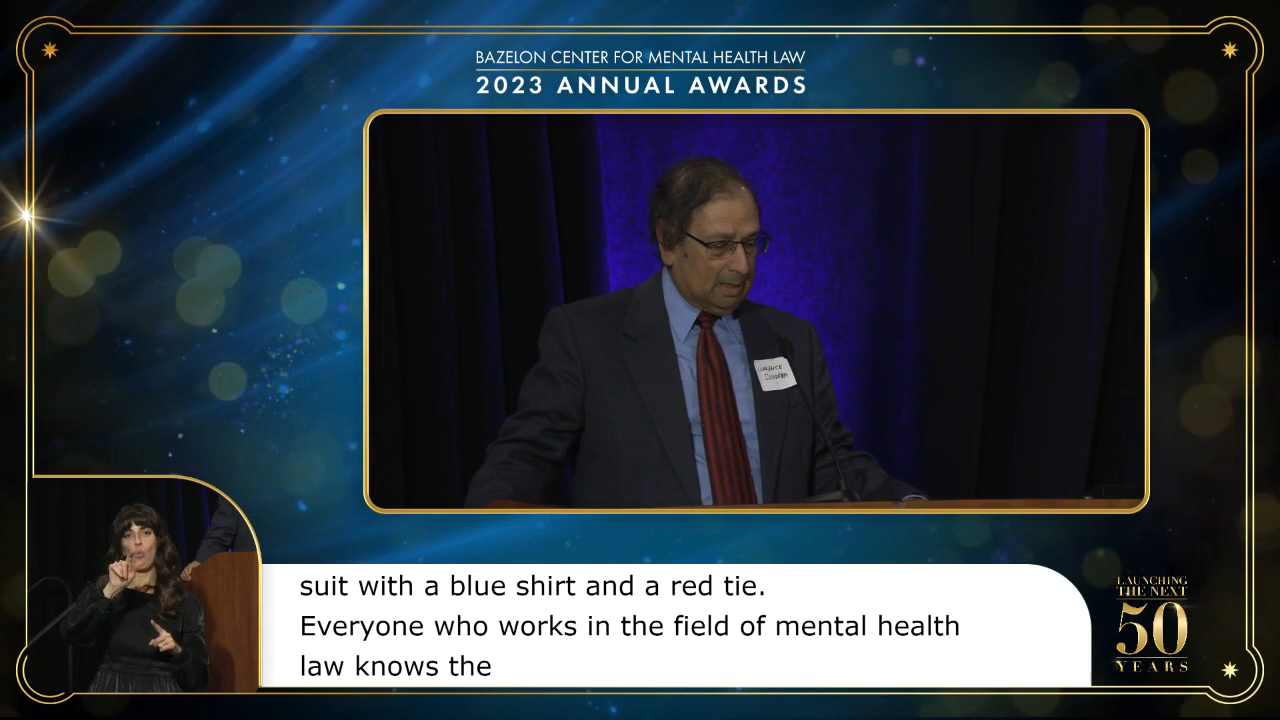 BAZELON CENTER FOR MENTAL HEALTH LAW
2023 ANNUAL AWARDS
suit with a blue shirt and a red tie.
Everyone who works in the field of mental health
law knows the
LAUNCHING
THE NEXT
50
YEARS